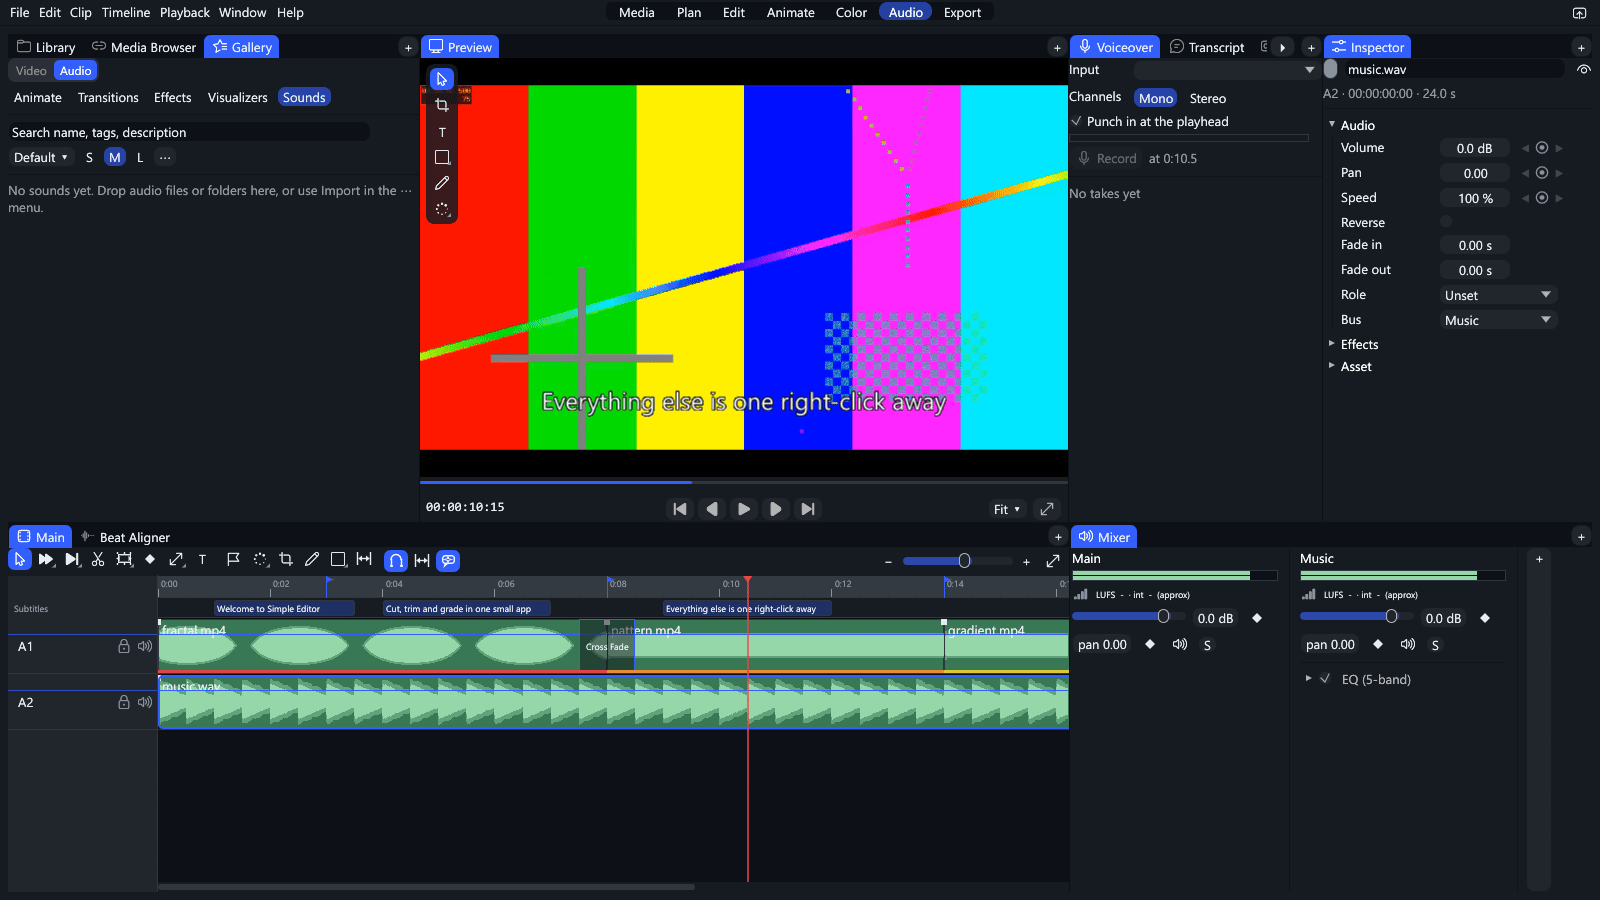 File Edit Clip Timeline Playback Window Help
Media Plan Edit Animate Color Audio Export
Library Media Browser Gallery
Preview
Voiceover Transcript
Inspector
Video Audio
Animate Transitions Effects Visualizers Sounds
Search name, tags, description
Default S M L ...
No sounds yet. Drop audio files or folders here, or use Import in the ...
menu.
T
Everything else is one right-click away
00:00:10:15
Fit
Input
Channels Mono Stereo
Punch in at the playhead
Record at 0:10.5
No takes yet
music.wav
A2 · 00:00:00:00 · 24.0 s
Audio
Volume 0.0 dB
Pan 0.00
Speed 100 %
Reverse
Fade in 0.00 s
Fade out 0.00 s
Role Unset
Bus Music
Effects
Asset
Main Beat Aligner
T
0:00 0:02 0:04 0:06 0:08 0:10 0:12 0:14
Subtitles
Welcome to Simple Editor
Cut, trim and grade in one small app
Everything else is one right-click away
A1
fractal.mp4
Cross Fade
pattern.mp4
gradient.mp4
A2
music.wav
Mixer
Main
LUFS - · int - (approx)
0.0 dB
pan 0.00 S
Music
LUFS - · int - (approx)
0.0 dB
pan 0.00 S
EQ (5-band)